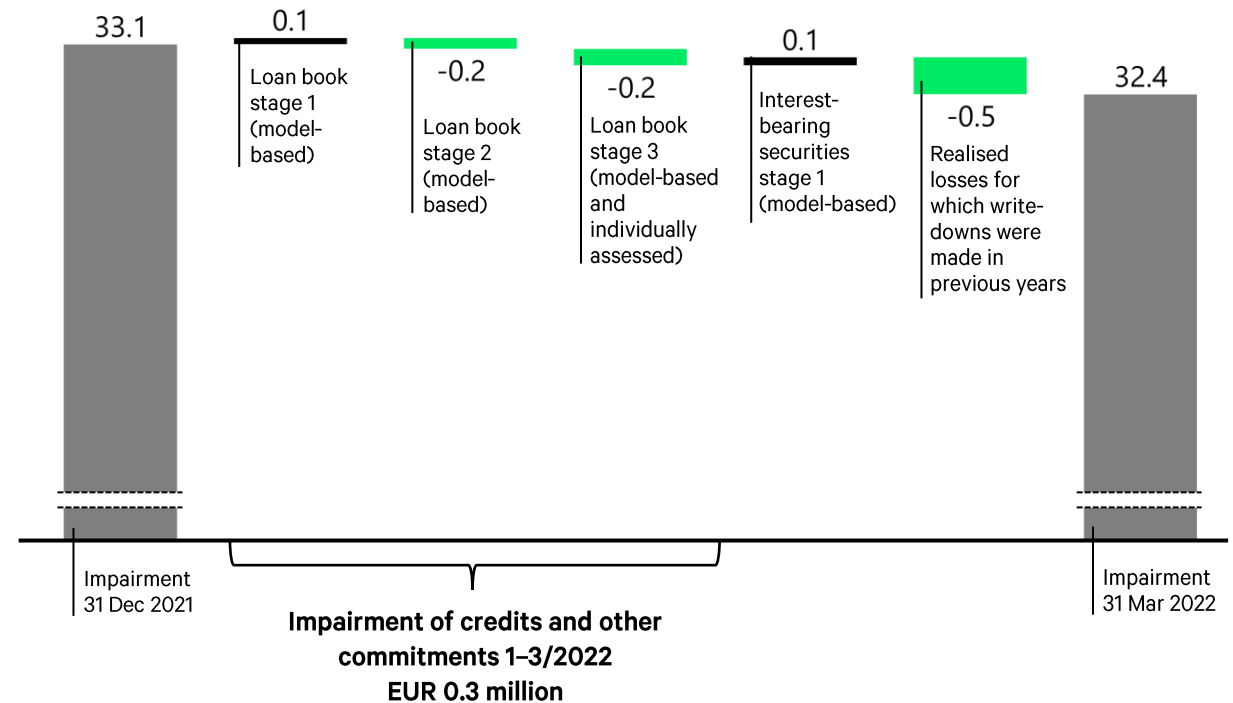 33.1
0.1
Loan book
stage 1
(model-
based)
-0.2
Loan book
stage 2
(model-
based)
-0.2
Loan book
stage 3
(model-based
and
individually
assessed)
0.1
Interest-
bearing
securities
stage 1
(model-based)
-0.5
Realised
losses for
which write-
downs were
made in
previous years
32.4
Impairment
31 Dec 2021
Impairment of credits and other
commitments 1–3/2022
EUR 0.3 million
Impairment
31 Mar 2022